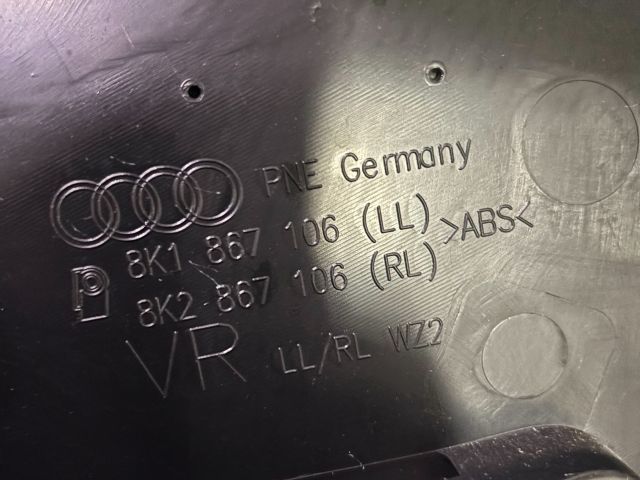 PNE Germany
8K1 867 106 (LL) >ABS<
8K2 867 106 (RL)
VR LL/RL WZ2